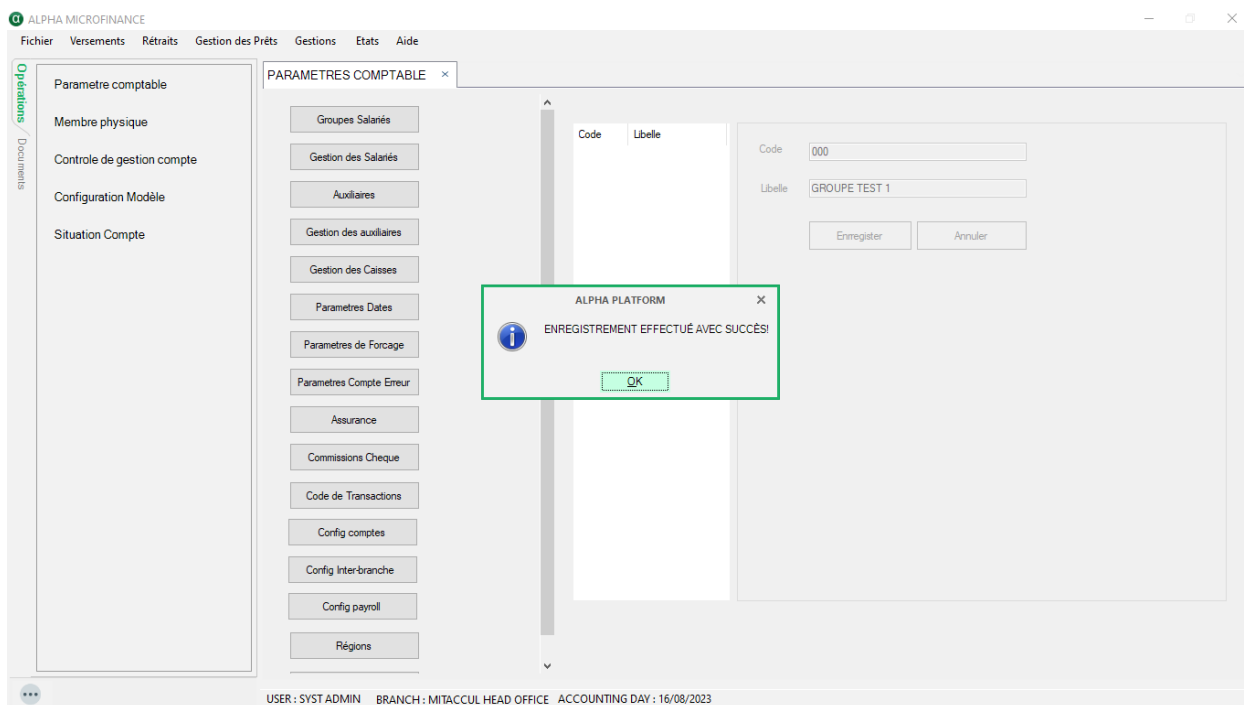 α ALPHA MICROFINANCE
Fichier Versements Rétraits Gestion des Prêts Gestions Etats Aide
Opérations
Documents
Parametre comptable
Membre physique
Controle de gestion compte
Configuration Modèle
Situation Compte
PARAMETRES COMPTABLE ×
Groupes Salariés
Gestion des Salariés
Auxiliaires
Gestion des auxiliaires
Gestion des Caisses
Parametres Dates
Parametres de Forcage
Parametres Compte Erreur
Assurance
Commissions Cheque
Code de Transactions
Config comptes
Config Inter-branche
Config payroll
Régions
Code Libelle
Code 000
Libelle GROUPE TEST 1
Enrregister Annuler
ALPHA PLATFORM
ENREGISTREMENT EFFECTUÉ AVEC SUCCÈS!
OK
USER : SYST ADMIN BRANCH : MITACCUL HEAD OFFICE ACCOUNTING DAY : 16/08/2023